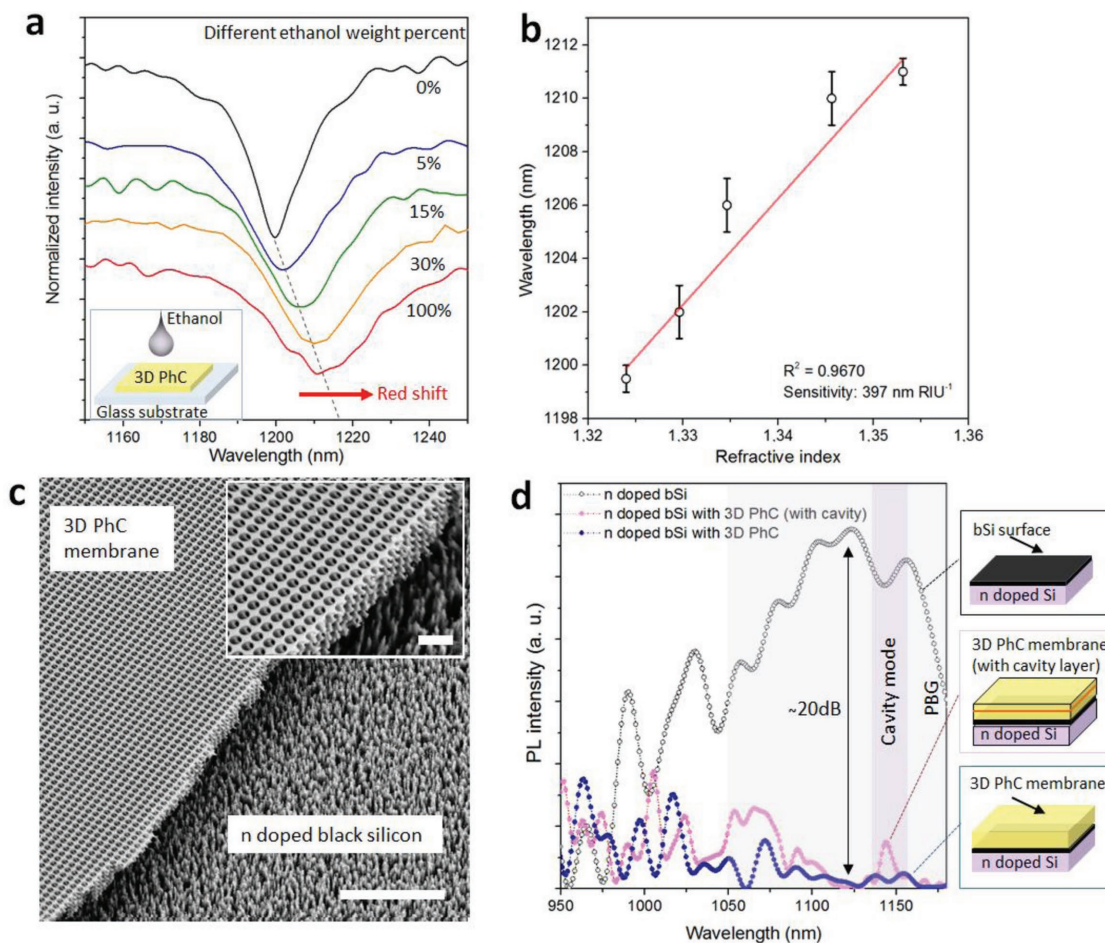 a
Different ethanol weight percent
0%
5%
15%
30%
100%
Normalized intensity (a. u.)
Ethanol
3D PhC
Glass substrate
Red shift
1160 1180 1200 1220 1240
Wavelength (nm)
b
1212
1210
1208
1206
1204
1202
1200
1198
Wavelength (nm)
R² = 0.9670
Sensitivity: 397 nm RIU⁻¹
1,32 1,33 1,34 1,35 1,36
Refractive index
c
3D PhC
membrane
n doped black silicon
d
n doped bSi
n doped bSi with 3D PhC (with cavity)
n doped bSi with 3D PhC
PL intensity (a. u.)
~20dB
Cavity mode
PBG
950 1000 1050 1100 1150
Wavelength (nm)
bSi surface
n doped Si
3D PhC membrane
(with cavity layer)
n doped Si
3D PhC membrane
n doped Si